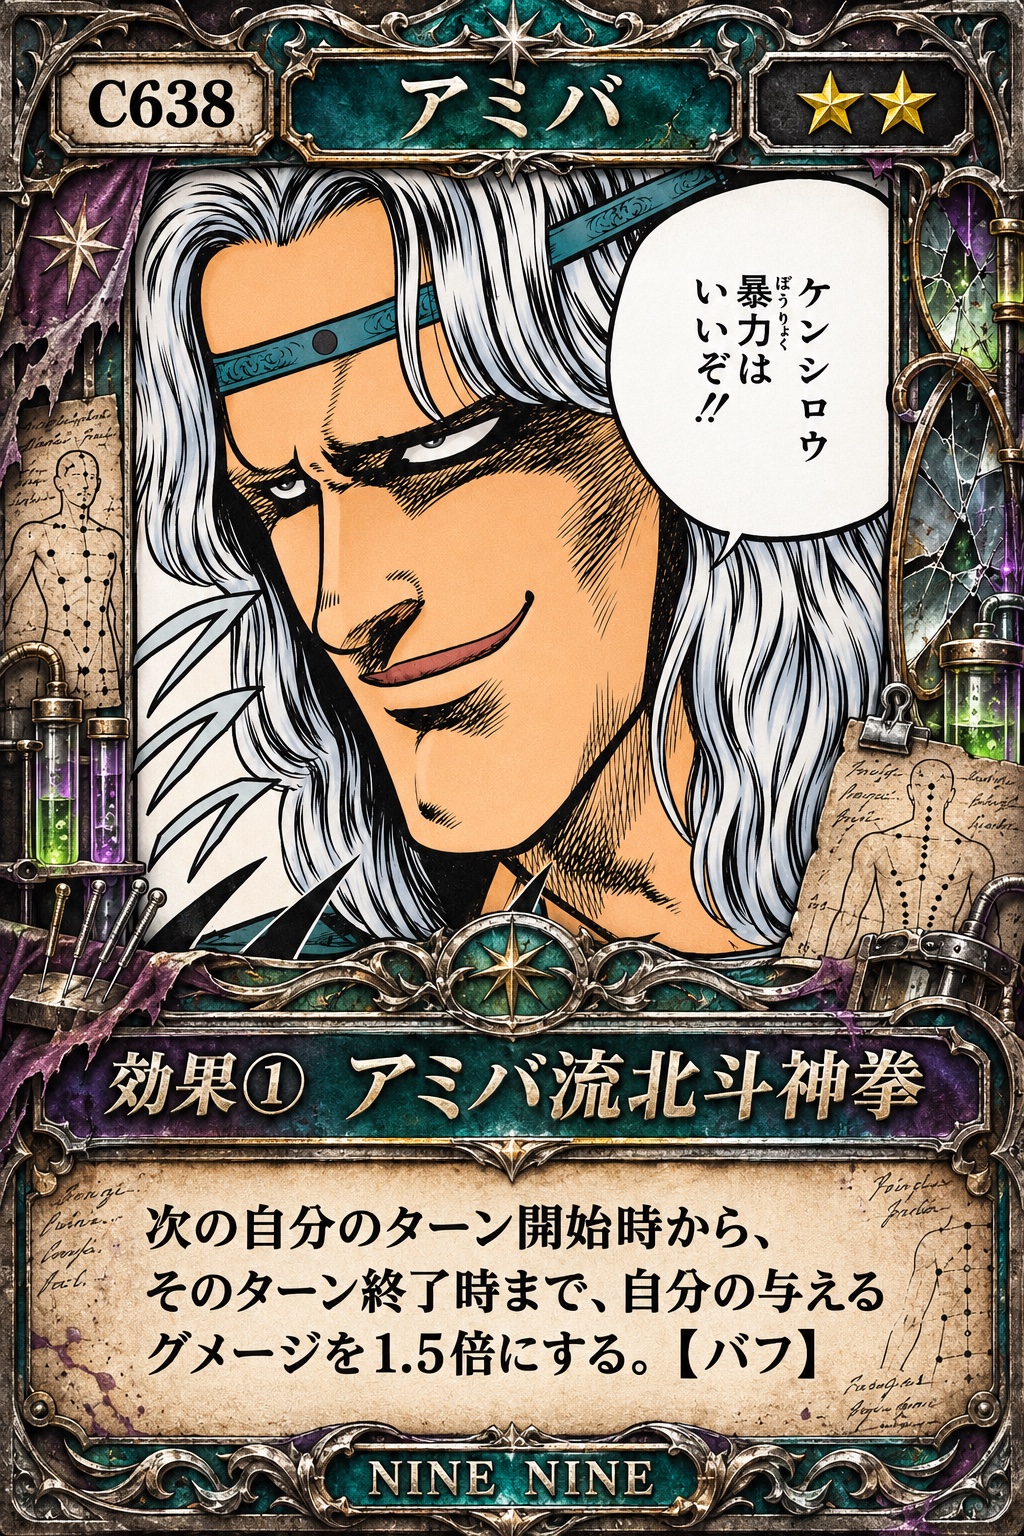 C638
アミバ
ケンシロウ
暴力は
ぼうりょく
いいぞ!!
効果① アミバ流北斗神拳
次の自分のターン開始時から、
そのターン終了時まで、自分の与える
グメージを1.5倍にする。【バフ】
NINE NINE